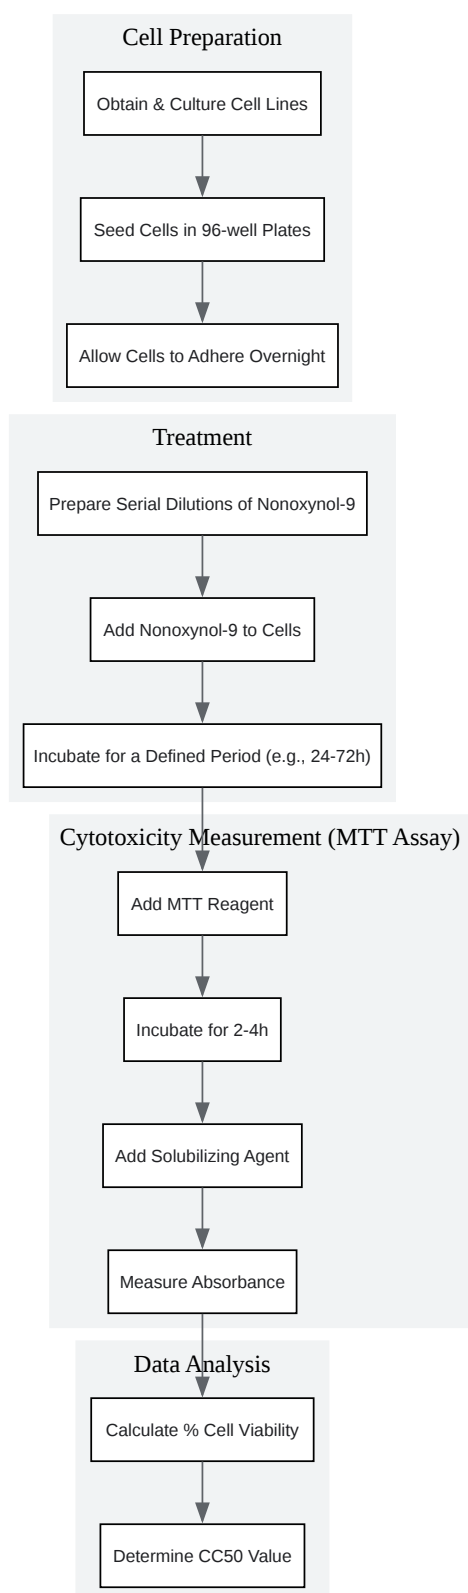 Cell Preparation
Obtain & Culture Cell Lines
Seed Cells in 96-well Plates
Allow Cells to Adhere Overnight
Treatment
Prepare Serial Dilutions of Nonoxynol-9
Add Nonoxynol-9 to Cells
Incubate for a Defined Period (e.g., 24-72h)
Cytotoxicity Measurement (MTT Assay)
Add MTT Reagent
Incubate for 2-4h
Add Solubilizing Agent
Measure Absorbance
Data Analysis
Calculate % Cell Viability
Determine CC50 Value